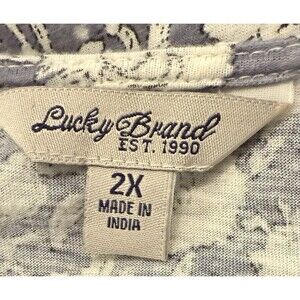 Lucky Brand
EST. 1990
2X
MADE IN
INDIA